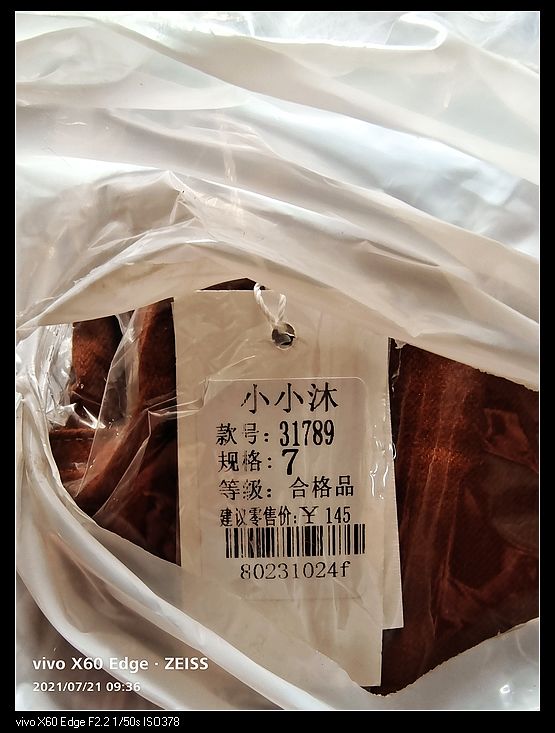 小小沐
款号: 31789
规格: 7
等级: 合格品
建议零售价: ¥ 145
80231024f
vivo X60 Edge · ZEISS
2021/07/21 09:36
vivo X60 Edge F2.2 1/50s ISO378